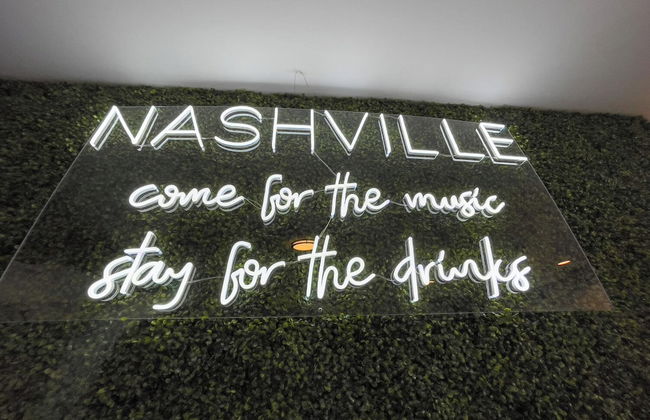 NASHVILLE
come for the music
stay for the drinks